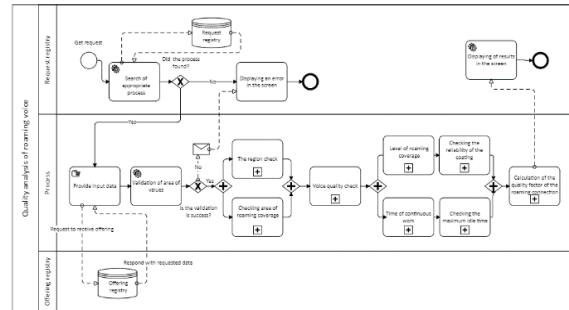 Quality analysis of roaming voice
Request registry
Get request
Search of
appropriate
process
Request
registry
Did the process
found?
No
Displaying an error
in the screen
Displaying of results
in the screen
Process
Yes
Provide input data
Validation of area of
values
No
Yes
Is the validation
is success?
The region check
Checking area of
roaming coverage
Voice quality check
Level of roaming
coverage
Checking the
reliability of the
coating
Time of continuous
work
Checking the
maximum idle time
Calculation of the
quality factor of the
roaming connection
Offering registry
Request to receive offering
Respond with requested data
Offering
registry